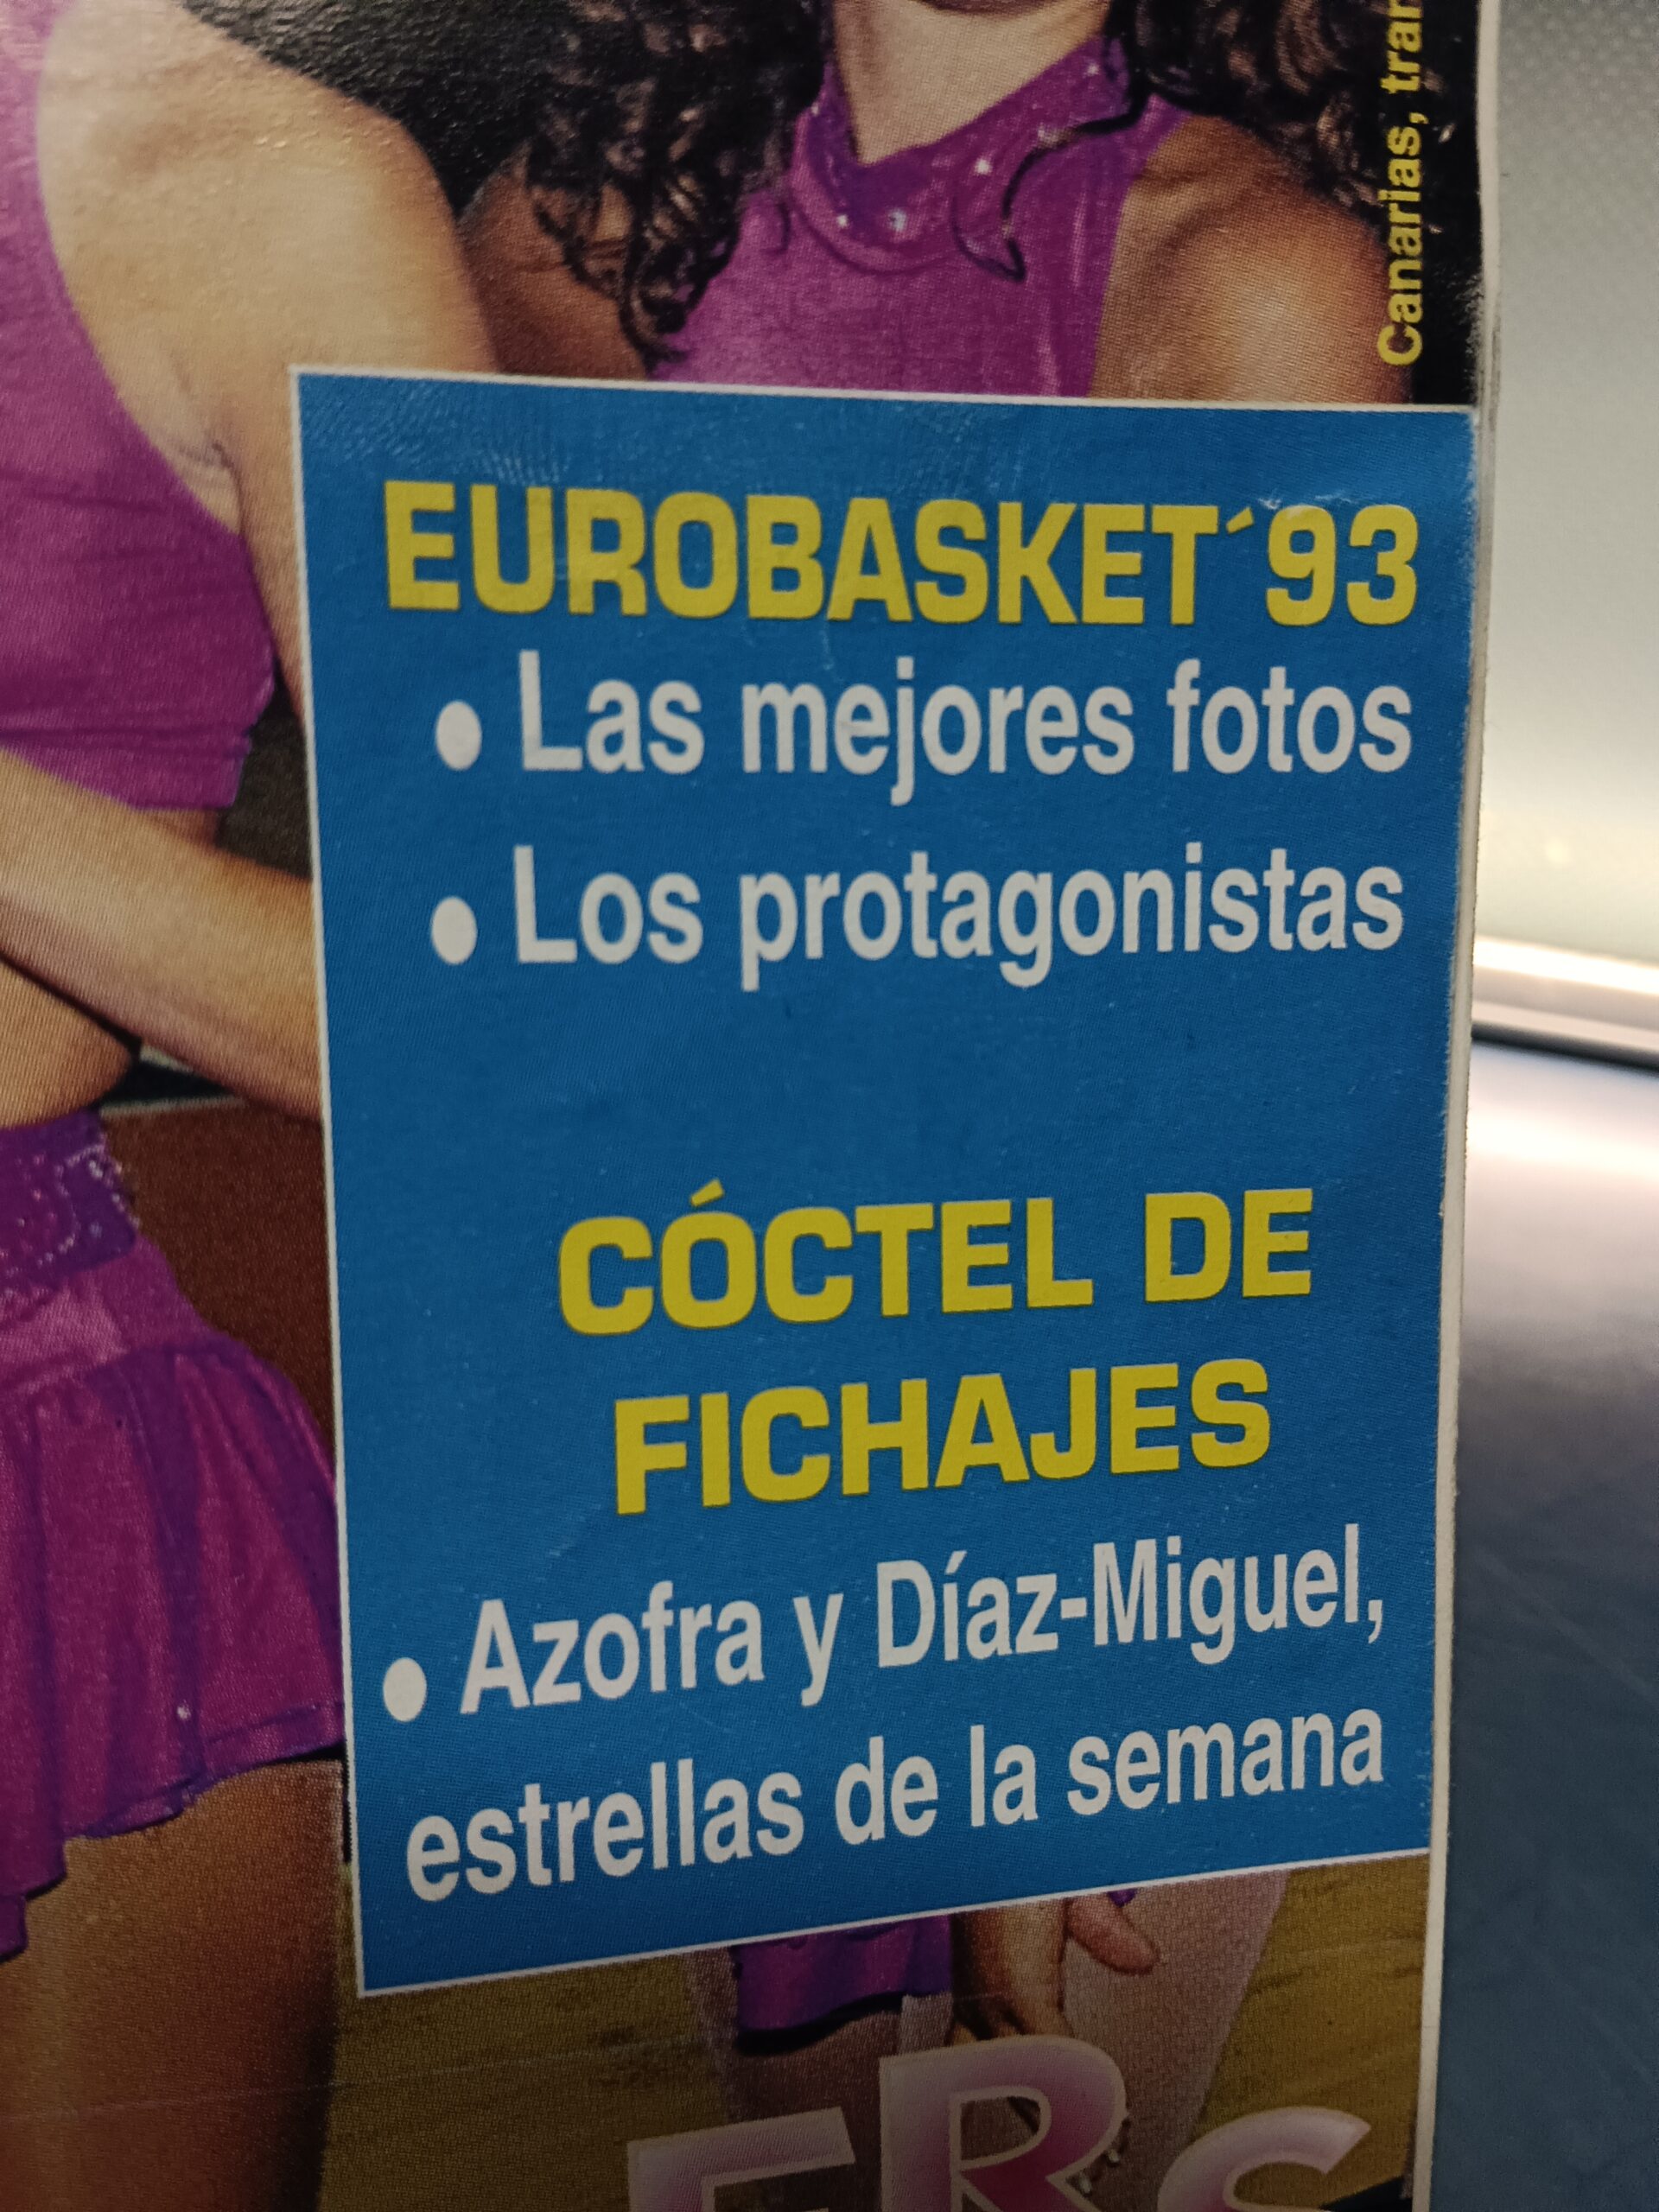 Canarias,
EUROBASKET´93
• Las mejores fotos
• Los protagonistas
CÓCTEL DE
FICHAJES
• Azofra y Díaz-Miguel,
estrellas de la semana